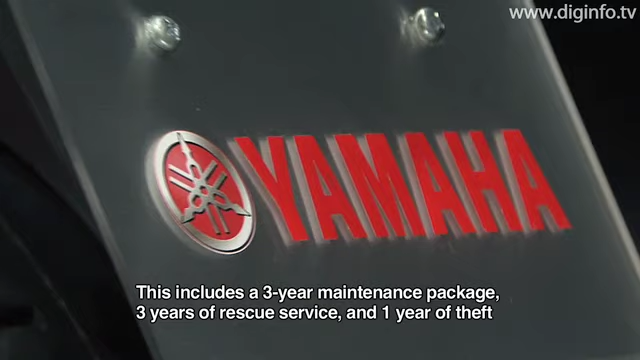 www.diginfo.tv
YAMAHA
This includes a 3-year maintenance package,
3 years of rescue service, and 1 year of theft